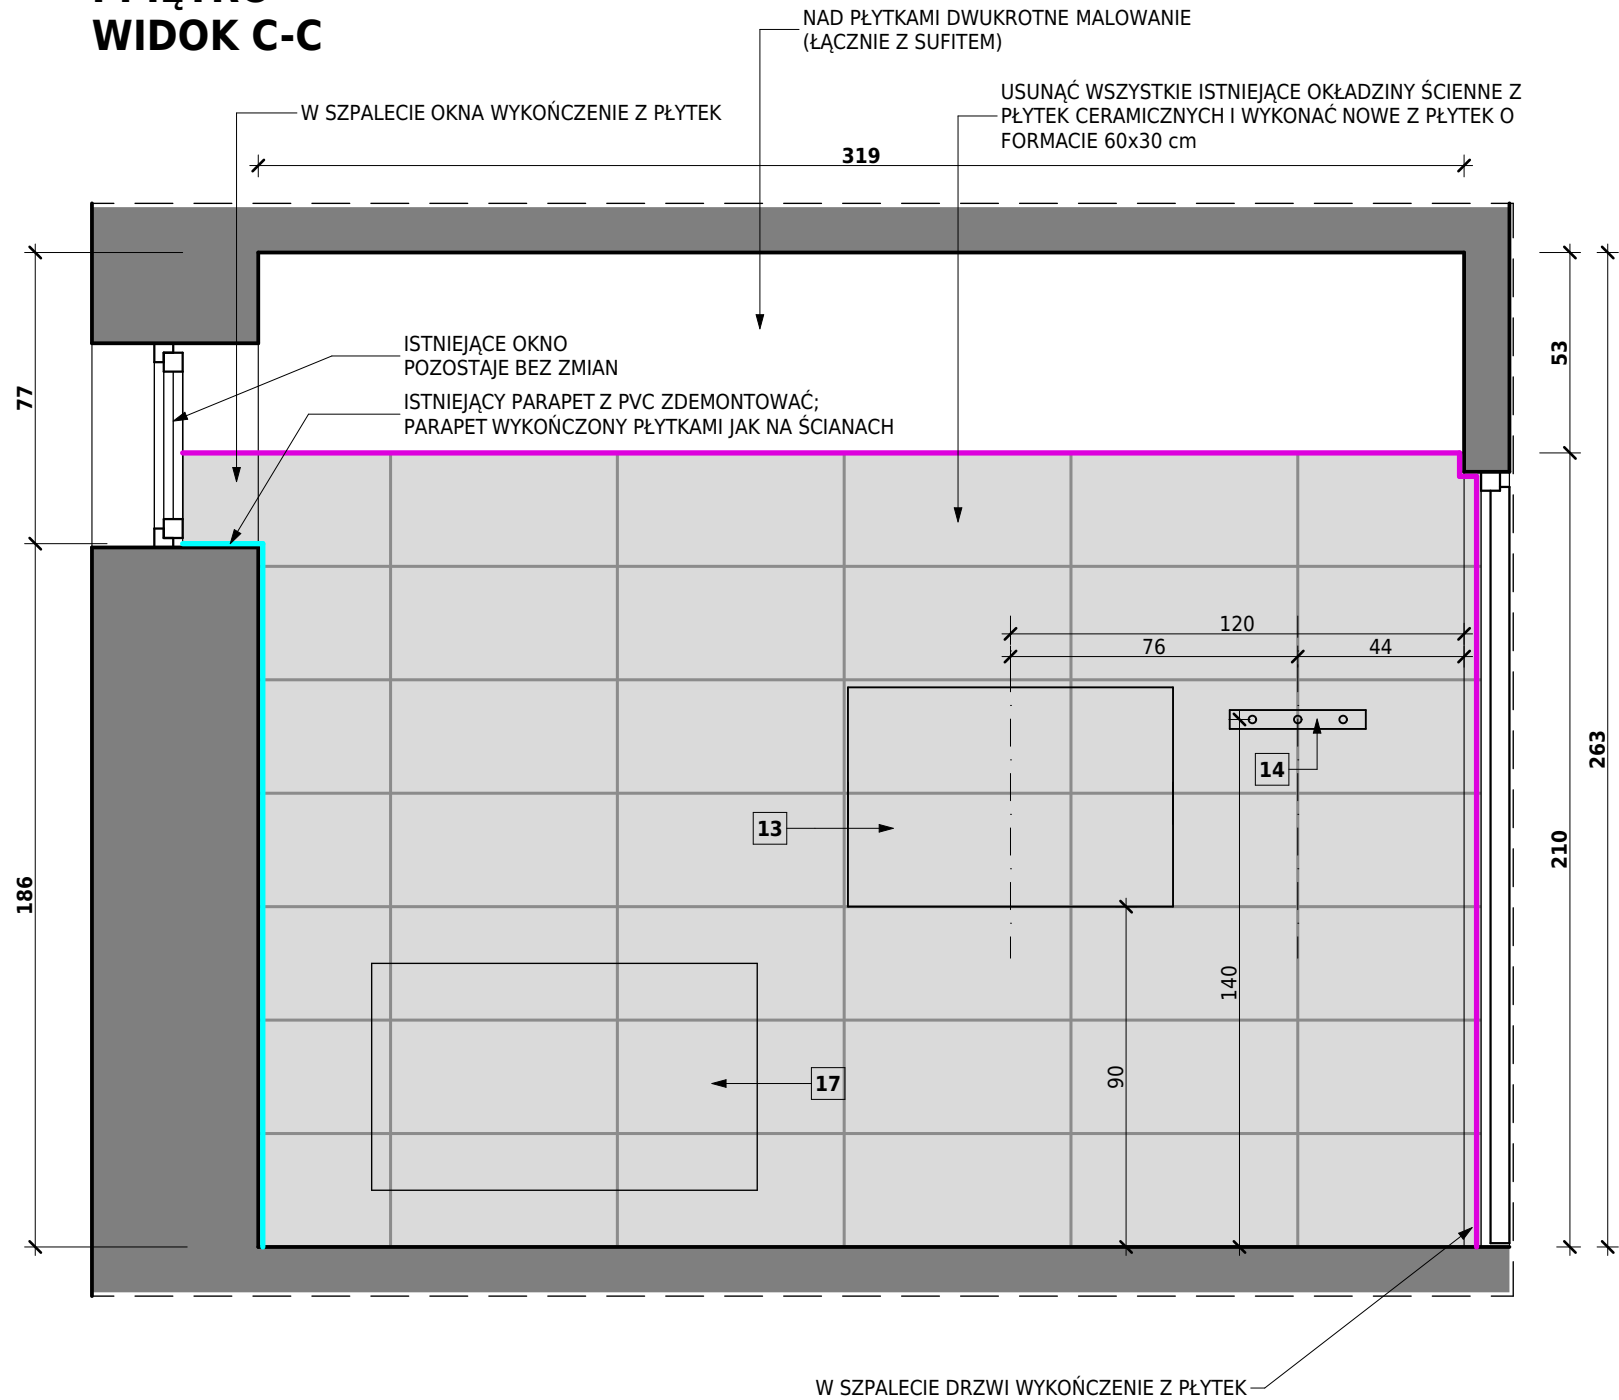 WIDOK C-C
NAD PŁYTKAMI DWUKROTNE MALOWANIE
(ŁĄCZNIE Z SUFITEM)
W SZPALECIE OKNA WYKOŃCZENIE Z PŁYTEK
USUNĄĆ WSZYSTKIE ISTNIEJĄCE OKŁADZINY ŚCIENNE Z
PŁYTEK CERAMICZNYCH I WYKONAĆ NOWE Z PŁYTEK O
FORMACIE 60x30 cm
319
ISTNIEJĄCE OKNO
POZOSTAJE BEZ ZMIAN
ISTNIEJĄCY PARAPET Z PVC ZDEMONTOWAĆ;
PARAPET WYKOŃCZONY PŁYTKAMI JAK NA ŚCIANACH
77
53
120
76
44
14
263
13
210
186
140
90
17
W SZPALECIE DRZWI WYKOŃCZENIE Z PŁYTEK